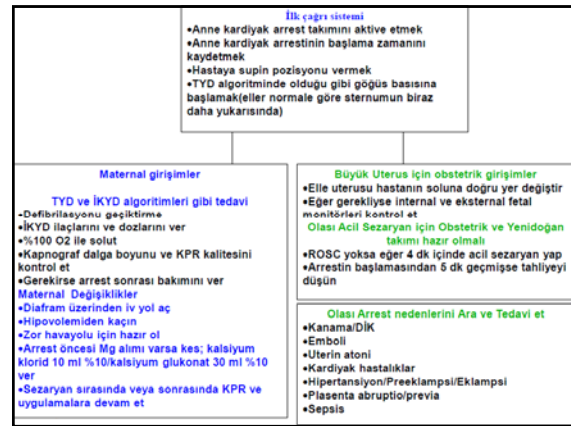 İlk çağrı sistemi
•Anne kardiyak arrest takımını aktive etmek
•Anne kardiyak arrestinin başlama zamanını
kaydetmek
•Hastaya supin pozisyonu vermek
•TYD algoritminde olduğu gibi göğüs basısına
başlamak(eller normale göre sternumun biraz
daha yukarısında)
Maternal girişimler
TYD ve İKYD algoritimleri gibi tedavi
•Defibrilasyonu geçiktirme
•İKYD ilaçlarını ve dozlarını ver
•%100 O2 ile solut
•Kapnograf dalga boyunu ve KPR kalitesini
kontrol et
•Gerekirse arrest sonrası bakımını ver
Maternal Değişiklikler
•Diafram üzerinden iv yol aç
•Hipovolemiden kaçın
•Zor havayolu için hazır ol
•Arrest öncesi Mg alımı varsa kes; kalsiyum
klorid 10 ml %10/kalsiyum glukonat 30 ml %10
ver
•Sezaryan sırasında veya sonrasında KPR ve
uygulamalara devam et
Büyük Uterus için obstetrik girişimler
•Elle uterusu hastanın soluna doğru yer değiştir
•Eğer gerekliyse internal ve eksternal fetal
monitörleri kontrol et
Olası Acil Sezaryan için Obstetrik ve Yenidoğan
takımı hazır olmalı
•ROSC yoksa eğer 4 dk içinde acil sezaryan yap
•Arrestin başlamasından 5 dk geçmişse tahliyeyi
düşün
Olası Arrest nedenlerini Ara ve Tedavi et
•Kanama/DİK
•Emboli
•Uterin atoni
•Kardiyak hastalıklar
•Hipertansiyon/Preeklampsi/Eklampsi
•Plasenta abruptio/previa
•Sepsis